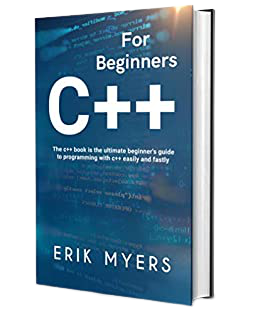 For
Beginners
C++
The c++ book is the ultimate beginner's guide
to programming with c++ easily and fastly
ERIK MYERS